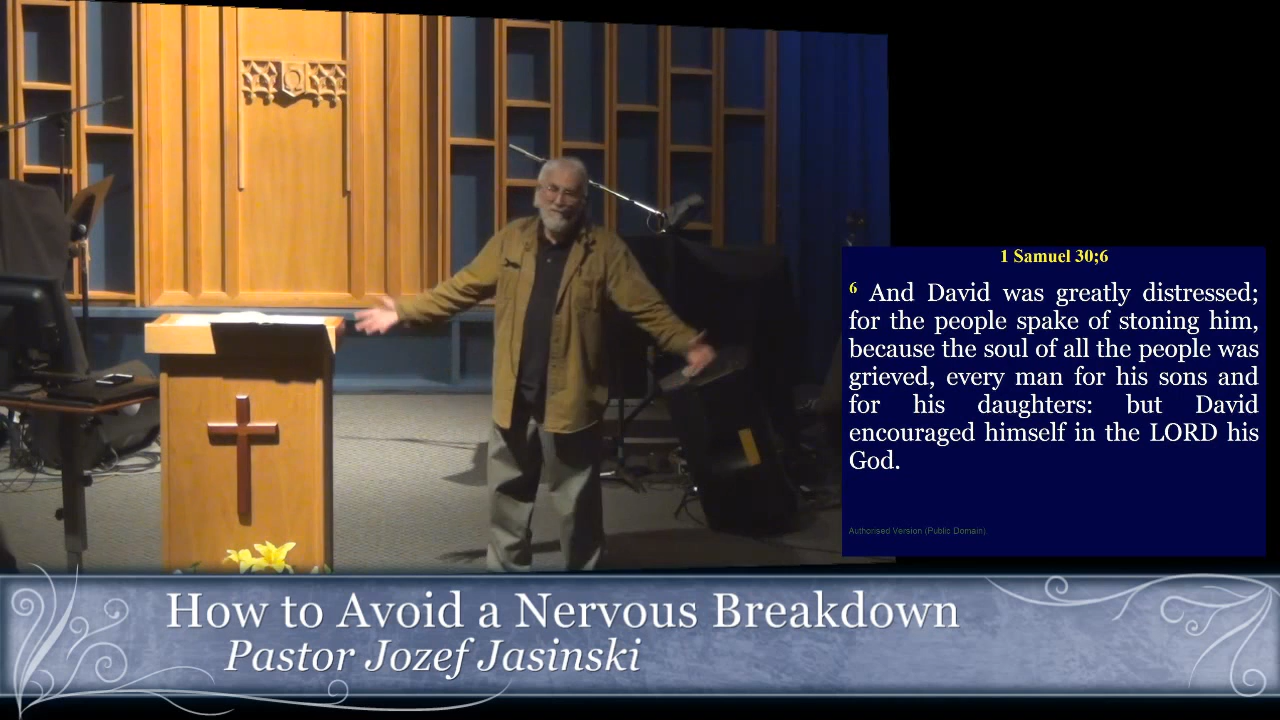 1 Samuel 30;6
6 And David was greatly distressed;
for the people spake of stoning him,
because the soul of all the people was
grieved, every man for his sons and
for his daughters: but David
encouraged himself in the LORD his
God.
Authorised Version (Public Domain)
How to Avoid a Nervous Breakdown
Pastor Jozef Jasinski